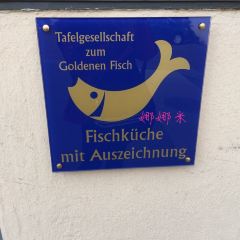 Tafelgesellschaft
zum
Goldenen Fisch
娜娜米
Fischküche
mit Auszeichnung